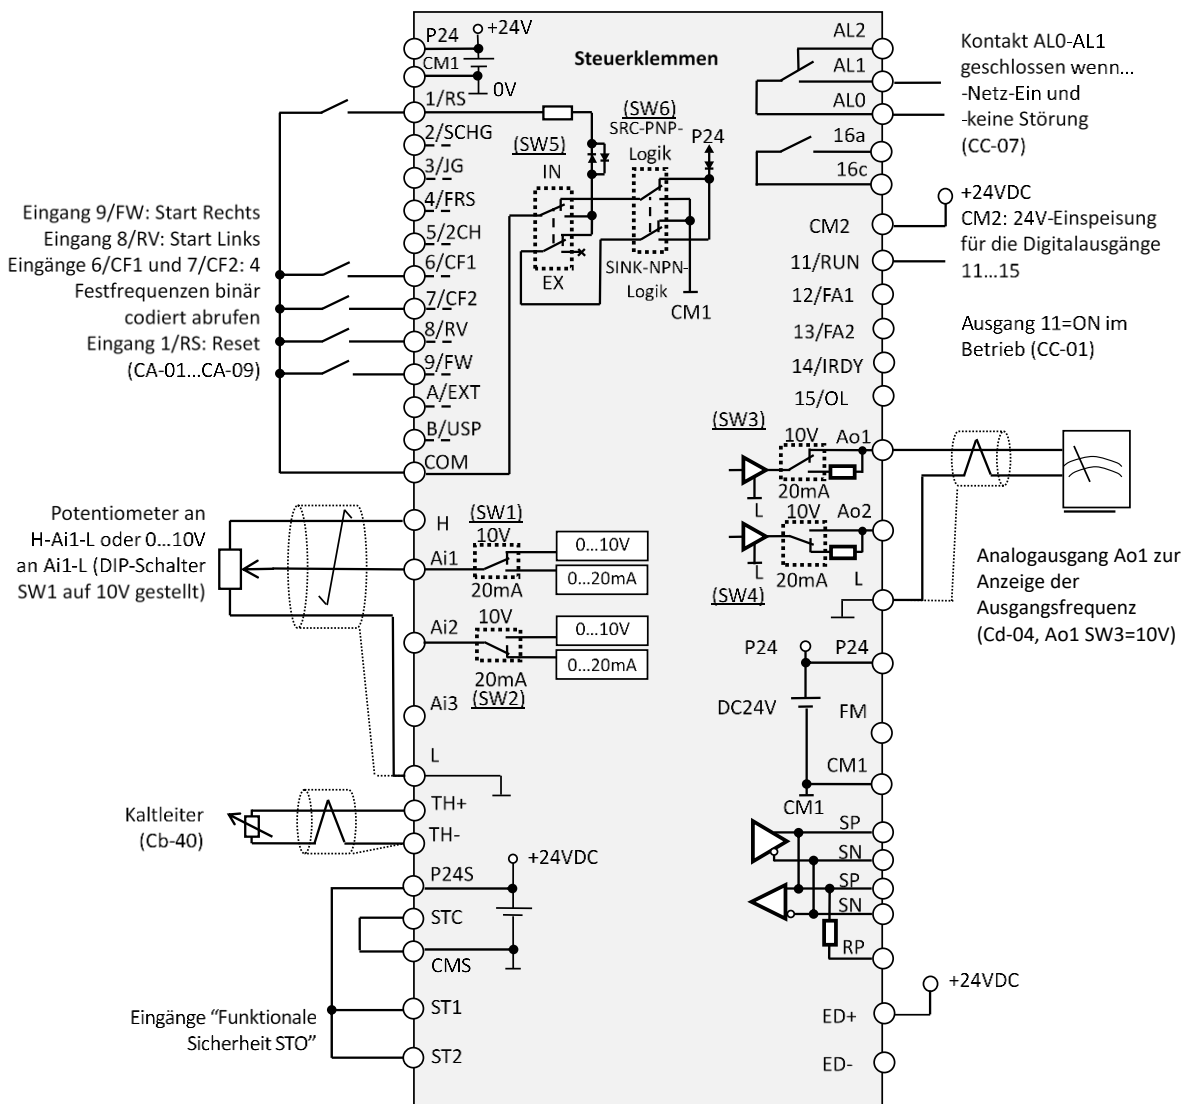 Steuerklemmen
P24
+24V
CM1
0V
1/RS
2/SCHG
3/JG
4/FRS
5/2CH
6/CF1
7/CF2
8/RV
9/FW
A/EXT
B/USP
COM
Eingang 9/FW: Start Rechts
Eingang 8/RV: Start Links
Eingänge 6/CF1 und 7/CF2: 4
Festfrequenzen binär
codiert abrufen
Eingang 1/RS: Reset
(CA-01...CA-09)
(SW5)
IN
EX
(SW6)
SRC-PNP-
Logik
P24
SINK-NPN-
Logik
CM1
AL2
AL1
AL0
16a
16c
Kontakt AL0-AL1
geschlossen wenn...
-Netz-Ein und
-keine Störung
(CC-07)
+24VDC
CM2: 24V-Einspeisung
für die Digitalausgänge
11...15
CM2
11/RUN
12/FA1
13/FA2
14/IRDY
15/OL
Ausgang 11=ON im
Betrieb (CC-01)
(SW3)
10V
Ao1
20mA
L
10V
Ao2
20mA
L
(SW4)
L
Analogausgang Ao1 zur
Anzeige der
Ausgangsfrequenz
(Cd-04, Ao1 SW3=10V)
Potentiometer an
H-Ai1-L oder 0...10V
an Ai1-L (DIP-Schalter
SW1 auf 10V gestellt)
H
(SW1)
10V
0...10V
Ai1
0...20mA
20mA
10V
Ai2
0...10V
0...20mA
20mA
(SW2)
Ai3
L
P24
P24
DC24V
FM
CM1
CM1
Kaltleiter
(Cb-40)
TH+
TH-
P24S
+24VDC
STC
CMS
ST1
ST2
Eingänge “Funktionale
Sicherheit STO”
SP
SN
SP
SN
RP
+24VDC
ED+
ED-